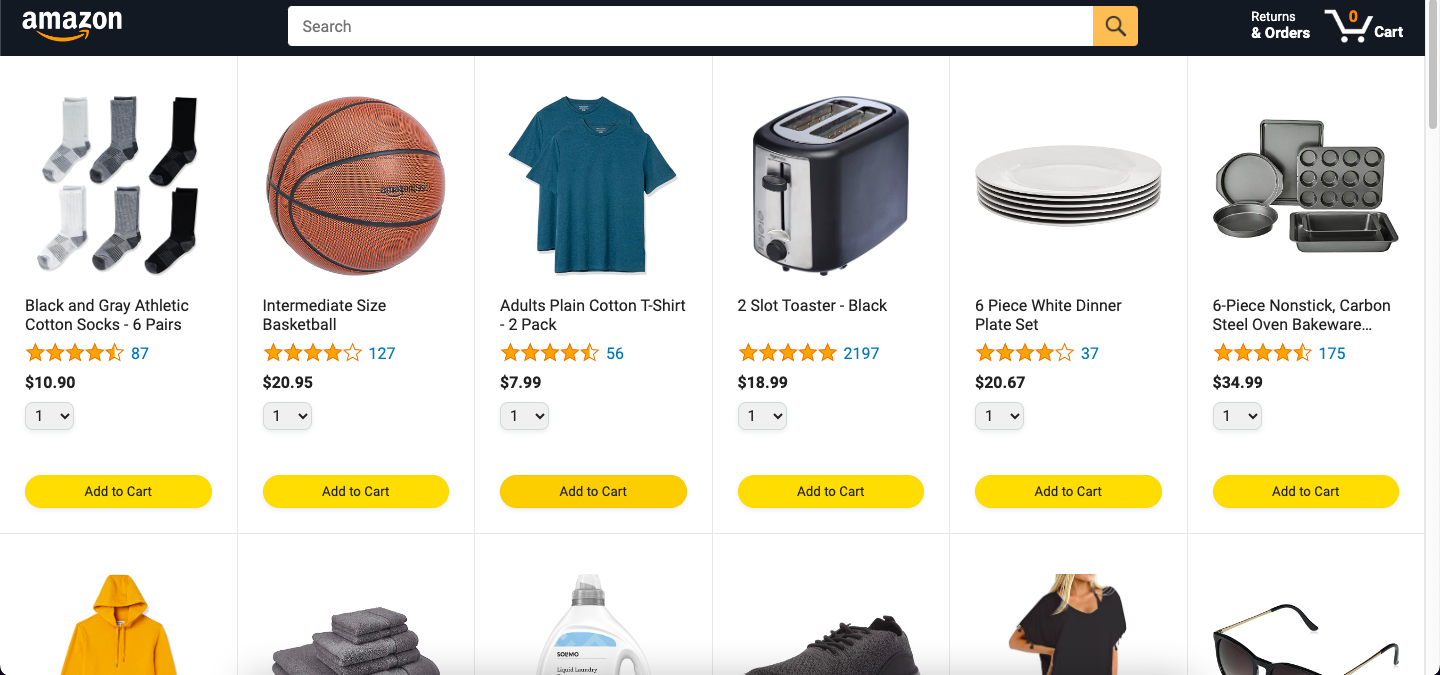 amazon
Search
Returns
& Orders
0
Cart
Black and Gray Athletic
Cotton Socks - 6 Pairs
87
$10.90
1
Add to Cart
Intermediate Size
Basketball
127
$20.95
1
Add to Cart
Adults Plain Cotton T-Shirt
- 2 Pack
56
$7.99
1
Add to Cart
2 Slot Toaster - Black
2197
$18.99
1
Add to Cart
6 Piece White Dinner
Plate Set
37
$20.67
1
Add to Cart
6-Piece Nonstick, Carbon
Steel Oven Bakeware...
175
$34.99
1
Add to Cart
SOLIMO
Liquid Laundry